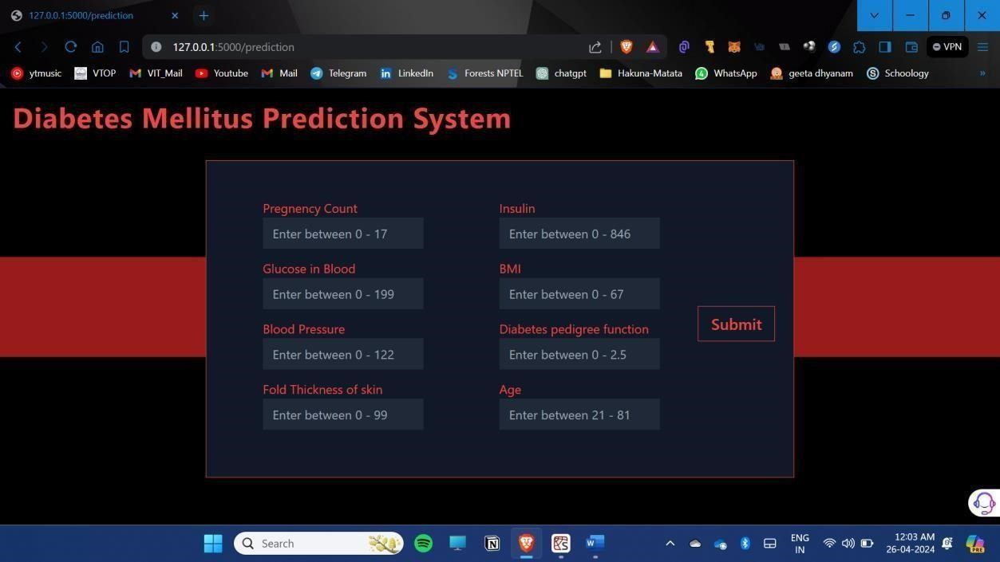 127.0.0.1:5000/prediction
127.0.0.1:5000/prediction
VPN
ytmusic VTOP VIT_Mail Youtube Mail Telegram LinkedIn Forests NPTEL chatgpt Hakuna-Matata WhatsApp geeta dhyanam Schoology
Diabetes Mellitus Prediction System
Pregnency Count
Enter between 0 - 17
Glucose in Blood
Enter between 0 - 199
Blood Pressure
Enter between 0 - 122
Fold Thickness of skin
Enter between 0 - 99
Insulin
Enter between 0 - 846
BMI
Enter between 0 - 67
Diabetes pedigree function
Enter between 0 - 2.5
Age
Enter between 21 - 81
Submit
Search
ENG
IN
12:03 AM
26-04-2024
PRE